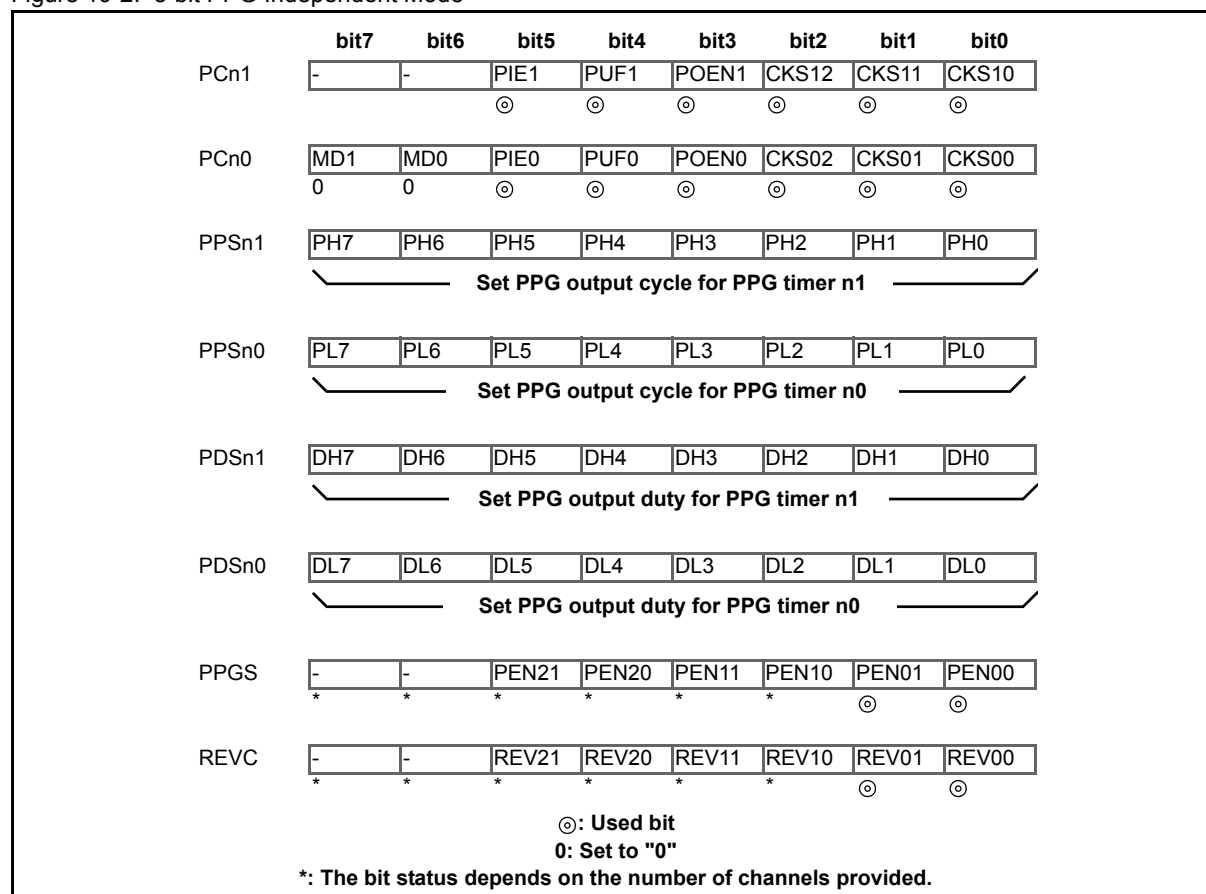 Figure 19-2. 8-bit PPG Independent Mode
bit7 bit6 bit5 bit4 bit3 bit2 bit1 bit0
PCn1 - - PIE1 PUF1 POEN1 CKS12 CKS11 CKS10
◎ ◎ ◎ ◎ ◎ ◎
PCn0 MD1 MD0 PIE0 PUF0 POEN0 CKS02 CKS01 CKS00
0 0 ◎ ◎ ◎ ◎ ◎ ◎
PPSn1 PH7 PH6 PH5 PH4 PH3 PH2 PH1 PH0
Set PPG output cycle for PPG timer n1
PPSn0 PL7 PL6 PL5 PL4 PL3 PL2 PL1 PL0
Set PPG output cycle for PPG timer n0
PDSn1 DH7 DH6 DH5 DH4 DH3 DH2 DH1 DH0
Set PPG output duty for PPG timer n1
PDSn0 DL7 DL6 DL5 DL4 DL3 DL2 DL1 DL0
Set PPG output duty for PPG timer n0
PPGS - - PEN21 PEN20 PEN11 PEN10 PEN01 PEN00
* * * * * * ◎ ◎
REVC - - REV21 REV20 REV11 REV10 REV01 REV00
* * * * * * ◎ ◎
◎: Used bit
0: Set to "0"
*: The bit status depends on the number of channels provided.